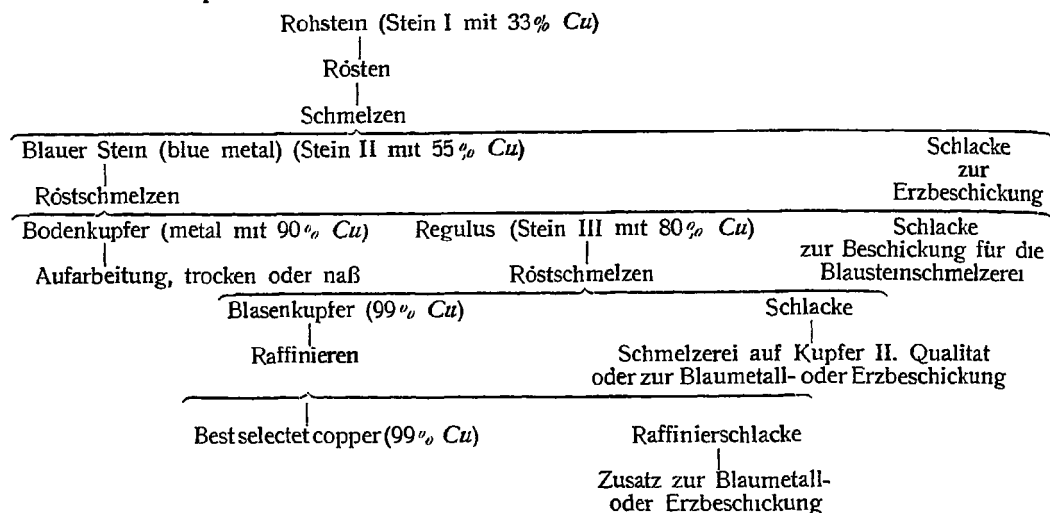 Rohstein (Stein I mit 33% Cu)
Rösten
Schmelzen
Blauer Stein (blue metal) (Stein II mit 55% Cu)
Schlacke
zur
Erzbeschickung
Röstschmelzen
Bodenkupfer (metal mit 90% Cu)
Regulus (Stein III mit 80% Cu)
Schlacke
zur Beschickung für die
Blausteinschmelzerei
Aufarbeitung, trocken oder naß
Röstschmelzen
Blasenkupfer (99% Cu)
Schlacke
Raffinieren
Schmelzerei auf Kupfer II. Qualitat
oder zur Blaumetall- oder Erzbeschickung
Best selectet copper (99% Cu)
Raffinierschlacke
Zusatz zur Blaumetall-
oder Erzbeschickung